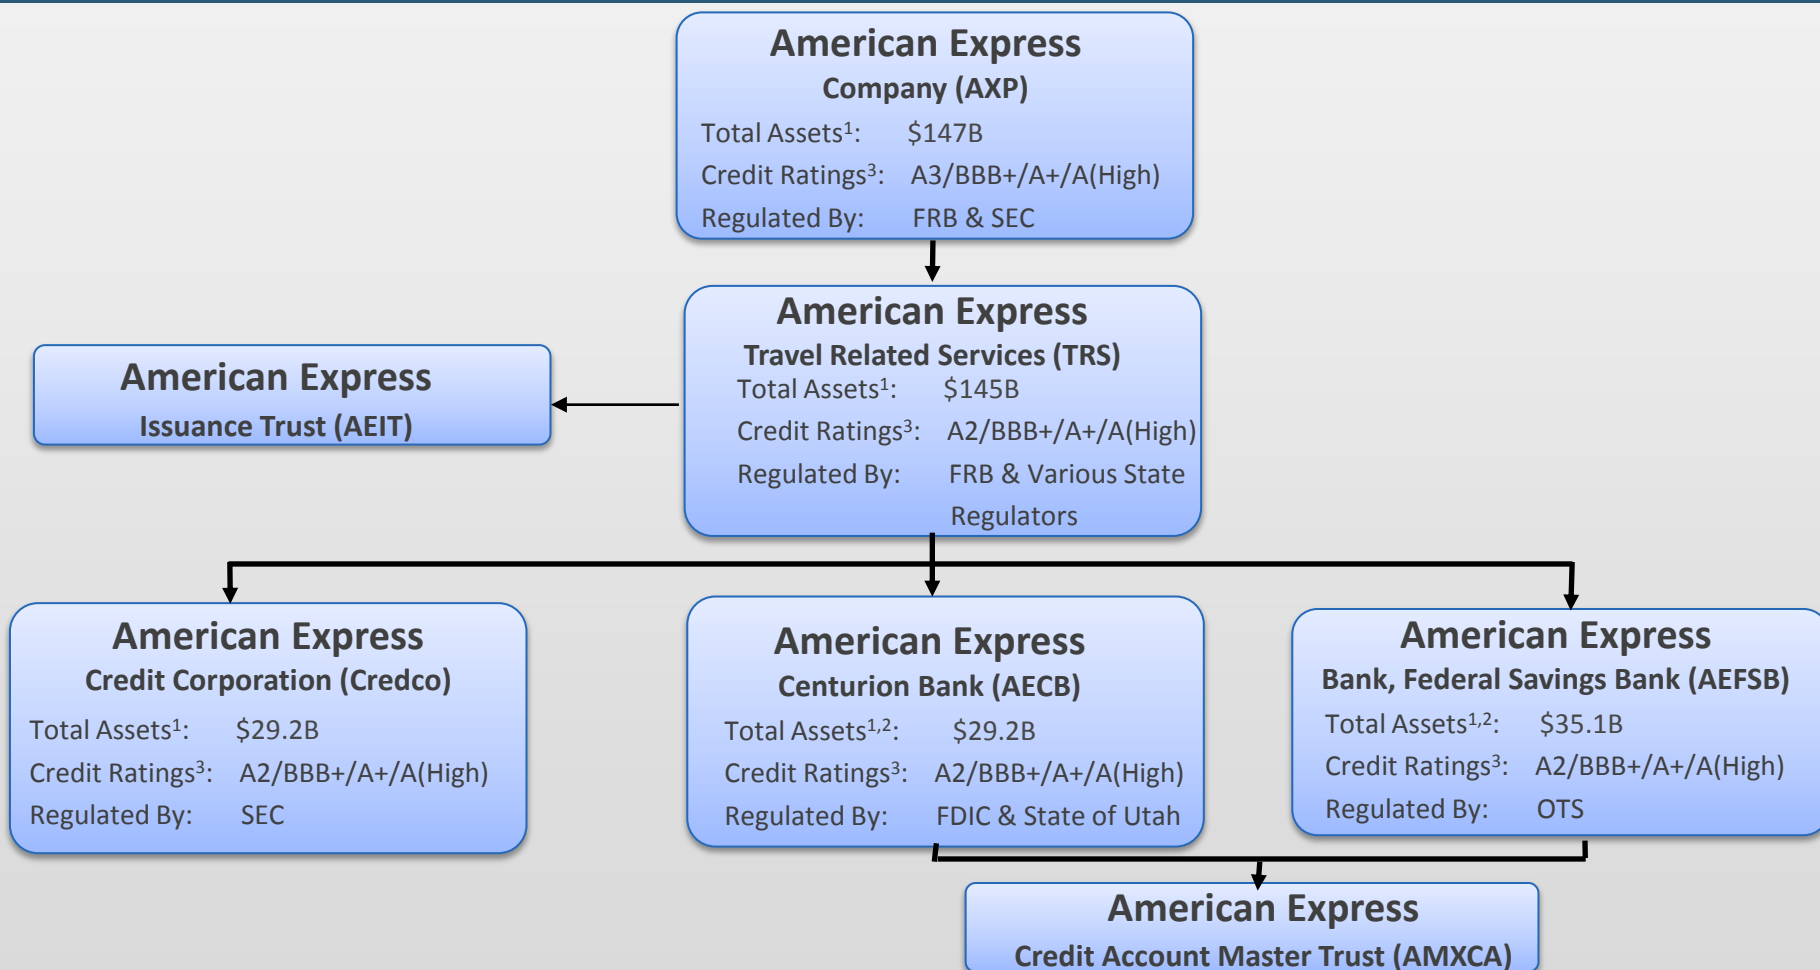 American Express
Company (AXP)
Total Assets¹: $147B
Credit Ratings³: A3/BBB+/A+/A(High)
Regulated By: FRB & SEC
American Express
Travel Related Services (TRS)
Total Assets¹: $145B
Credit Ratings³: A2/BBB+/A+/A(High)
Regulated By: FRB & Various State
Regulators
American Express
Issuance Trust (AEIT)
American Express
Credit Corporation (Credco)
Total Assets¹: $29.2B
Credit Ratings³: A2/BBB+/A+/A(High)
Regulated By: SEC
American Express
Centurion Bank (AECB)
Total Assets¹,²: $29.2B
Credit Ratings³: A2/BBB+/A+/A(High)
Regulated By: FDIC & State of Utah
American Express
Bank, Federal Savings Bank (AEFSB)
Total Assets¹,²: $35.1B
Credit Ratings³: A2/BBB+/A+/A(High)
Regulated By: OTS
American Express
Credit Account Master Trust (AMXCA)